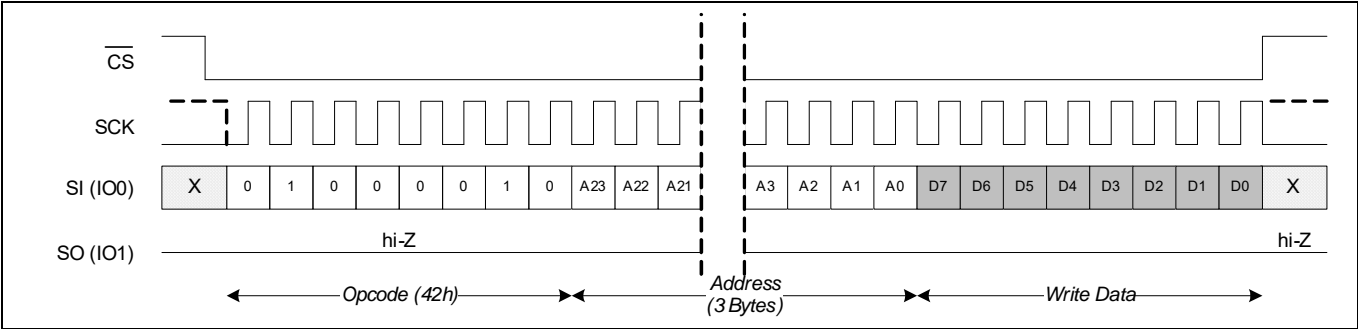 CS
SCK
SI (IO0) X 0 1 0 0 0 0 1 0 A23 A22 A21 A3 A2 A1 A0 D7 D6 D5 D4 D3 D2 D1 D0 X
hi-Z hi-Z
SO (IO1)
Opcode (42h) Address (3 Bytes) Write Data